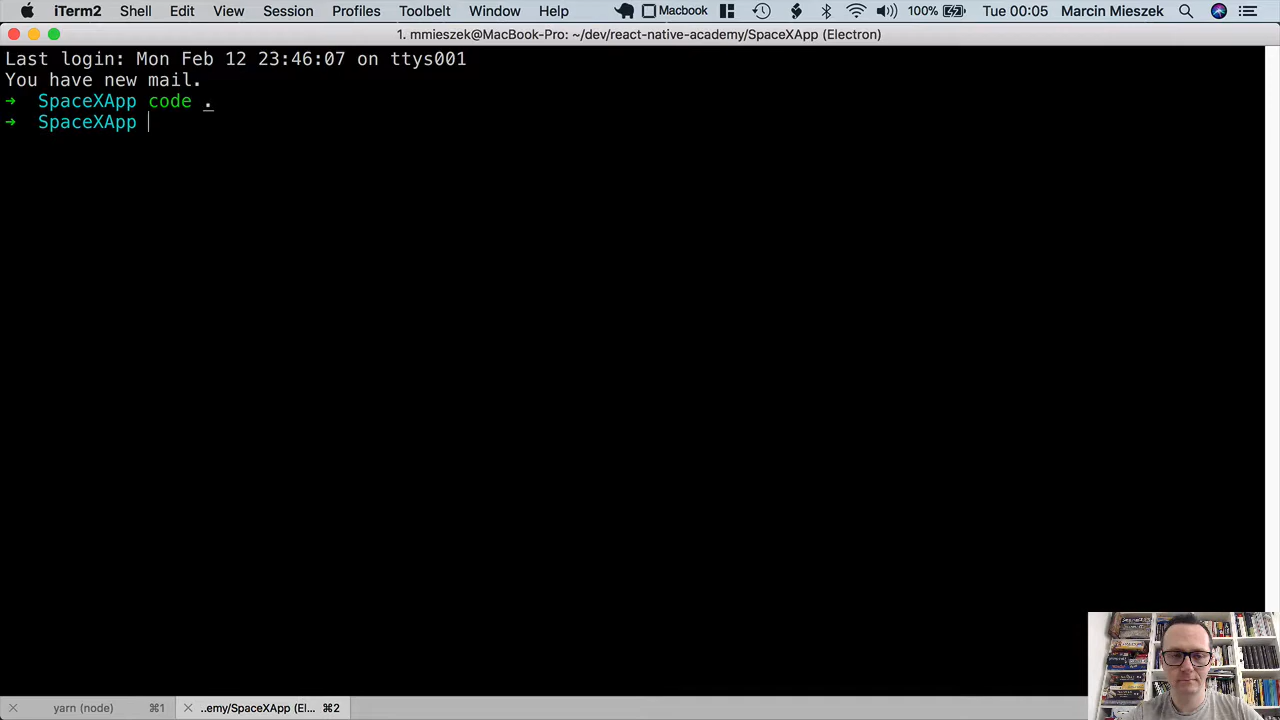 iTerm2 Shell Edit View Session Profiles Toolbelt Window Help Macbook 100% Tue 00:05 Marcin Mieszek
1. mmieszek@MacBook-Pro: ~/dev/react-native-academy/SpaceXApp (Electron)
Last login: Mon Feb 12 23:46:07 on ttys001
You have new mail.
→ SpaceXApp code .
→ SpaceXApp
yarn (node) ⌘1 ..emy/SpaceXApp (El... ⌘2